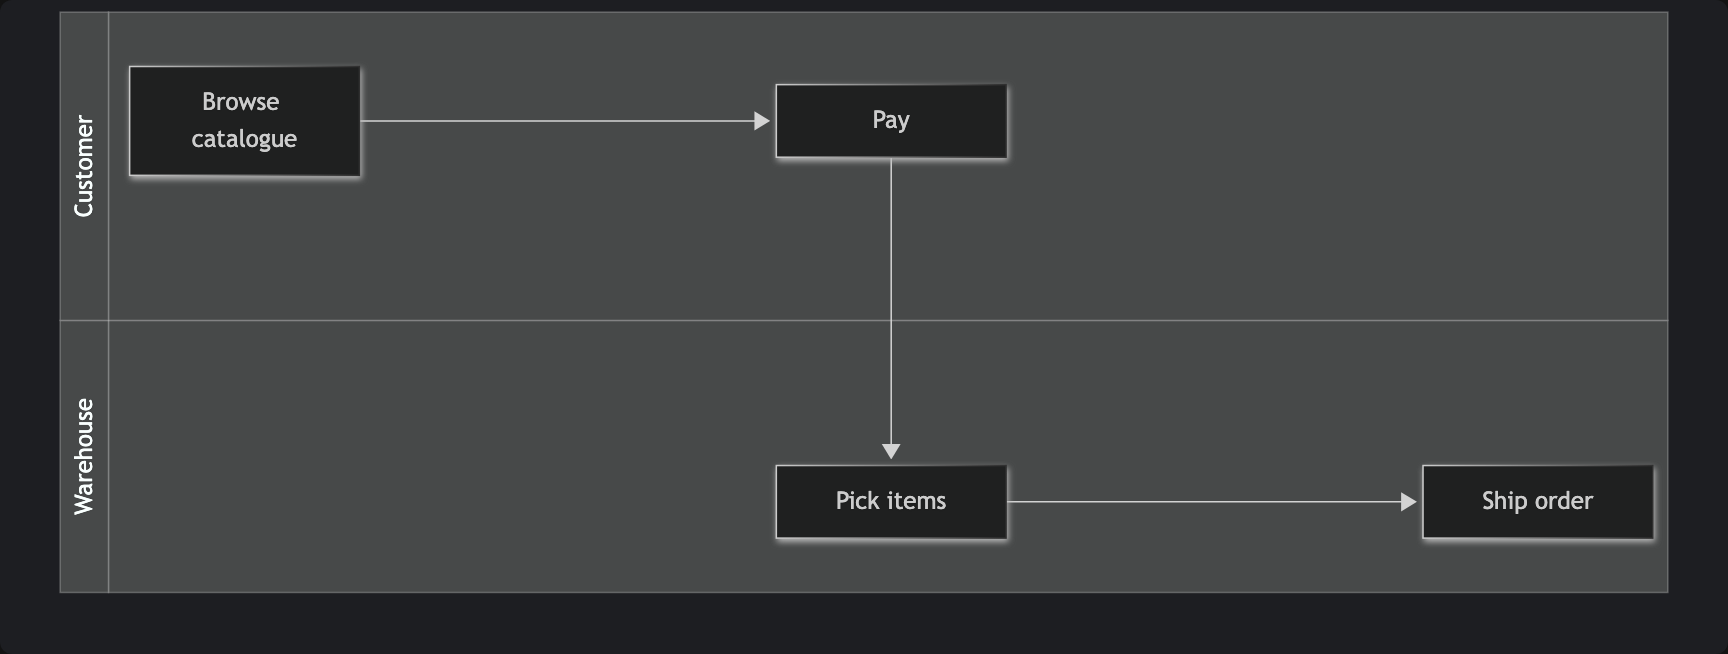 Customer
Browse
catalogue
Pay
Warehouse
Pick items
Ship order